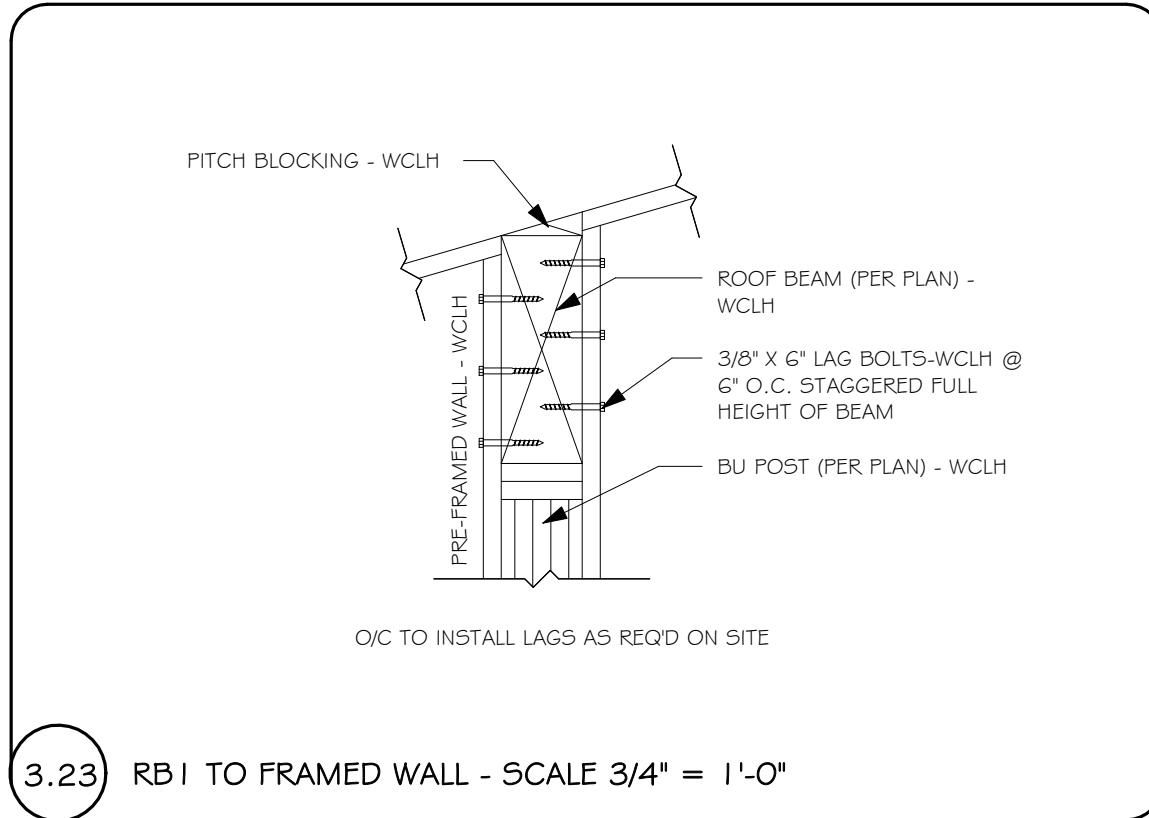 PITCH BLOCKING - WCLH
ROOF BEAM (PER PLAN) -
WCLH
PRE-FRAMED WALL - WCLH
3/8" X 6" LAG BOLTS-WCLH @
6" O.C. STAGGERED FULL
HEIGHT OF BEAM
BU POST (PER PLAN) - WCLH
O/C TO INSTALL LAGS AS REQ'D ON SITE
3.23 RB1 TO FRAMED WALL - SCALE 3/4" = 1'-0"